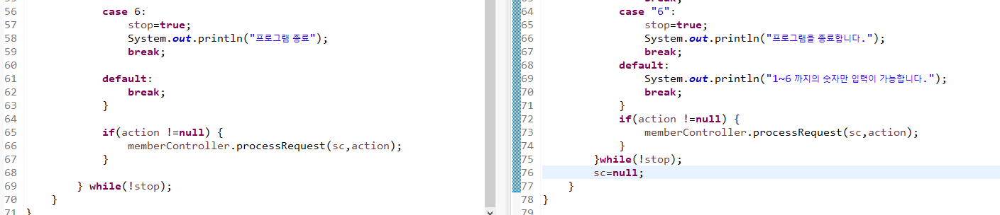 56 case 6:
57 stop=true;
58 System.out.println("프로그램 종료");
59 break;
60
61 default:
62 break;
63 }
64
65 if(action !=null) {
66 memberController.processRequest(sc,action);
67 }
68
69 } while(!stop);
70 }
71 }
64 case "6":
65 stop=true;
66 System.out.println("프로그램을 종료합니다.");
67 break;
68 default:
69 System.out.println("1~6 까지의 숫자만 입력이 가능합니다.");
70 break;
71 }
72 if(action !=null) {
73 memberController.processRequest(sc,action);
74 }
75 }while(!stop);
76 sc=null;
77 }
78 }
79